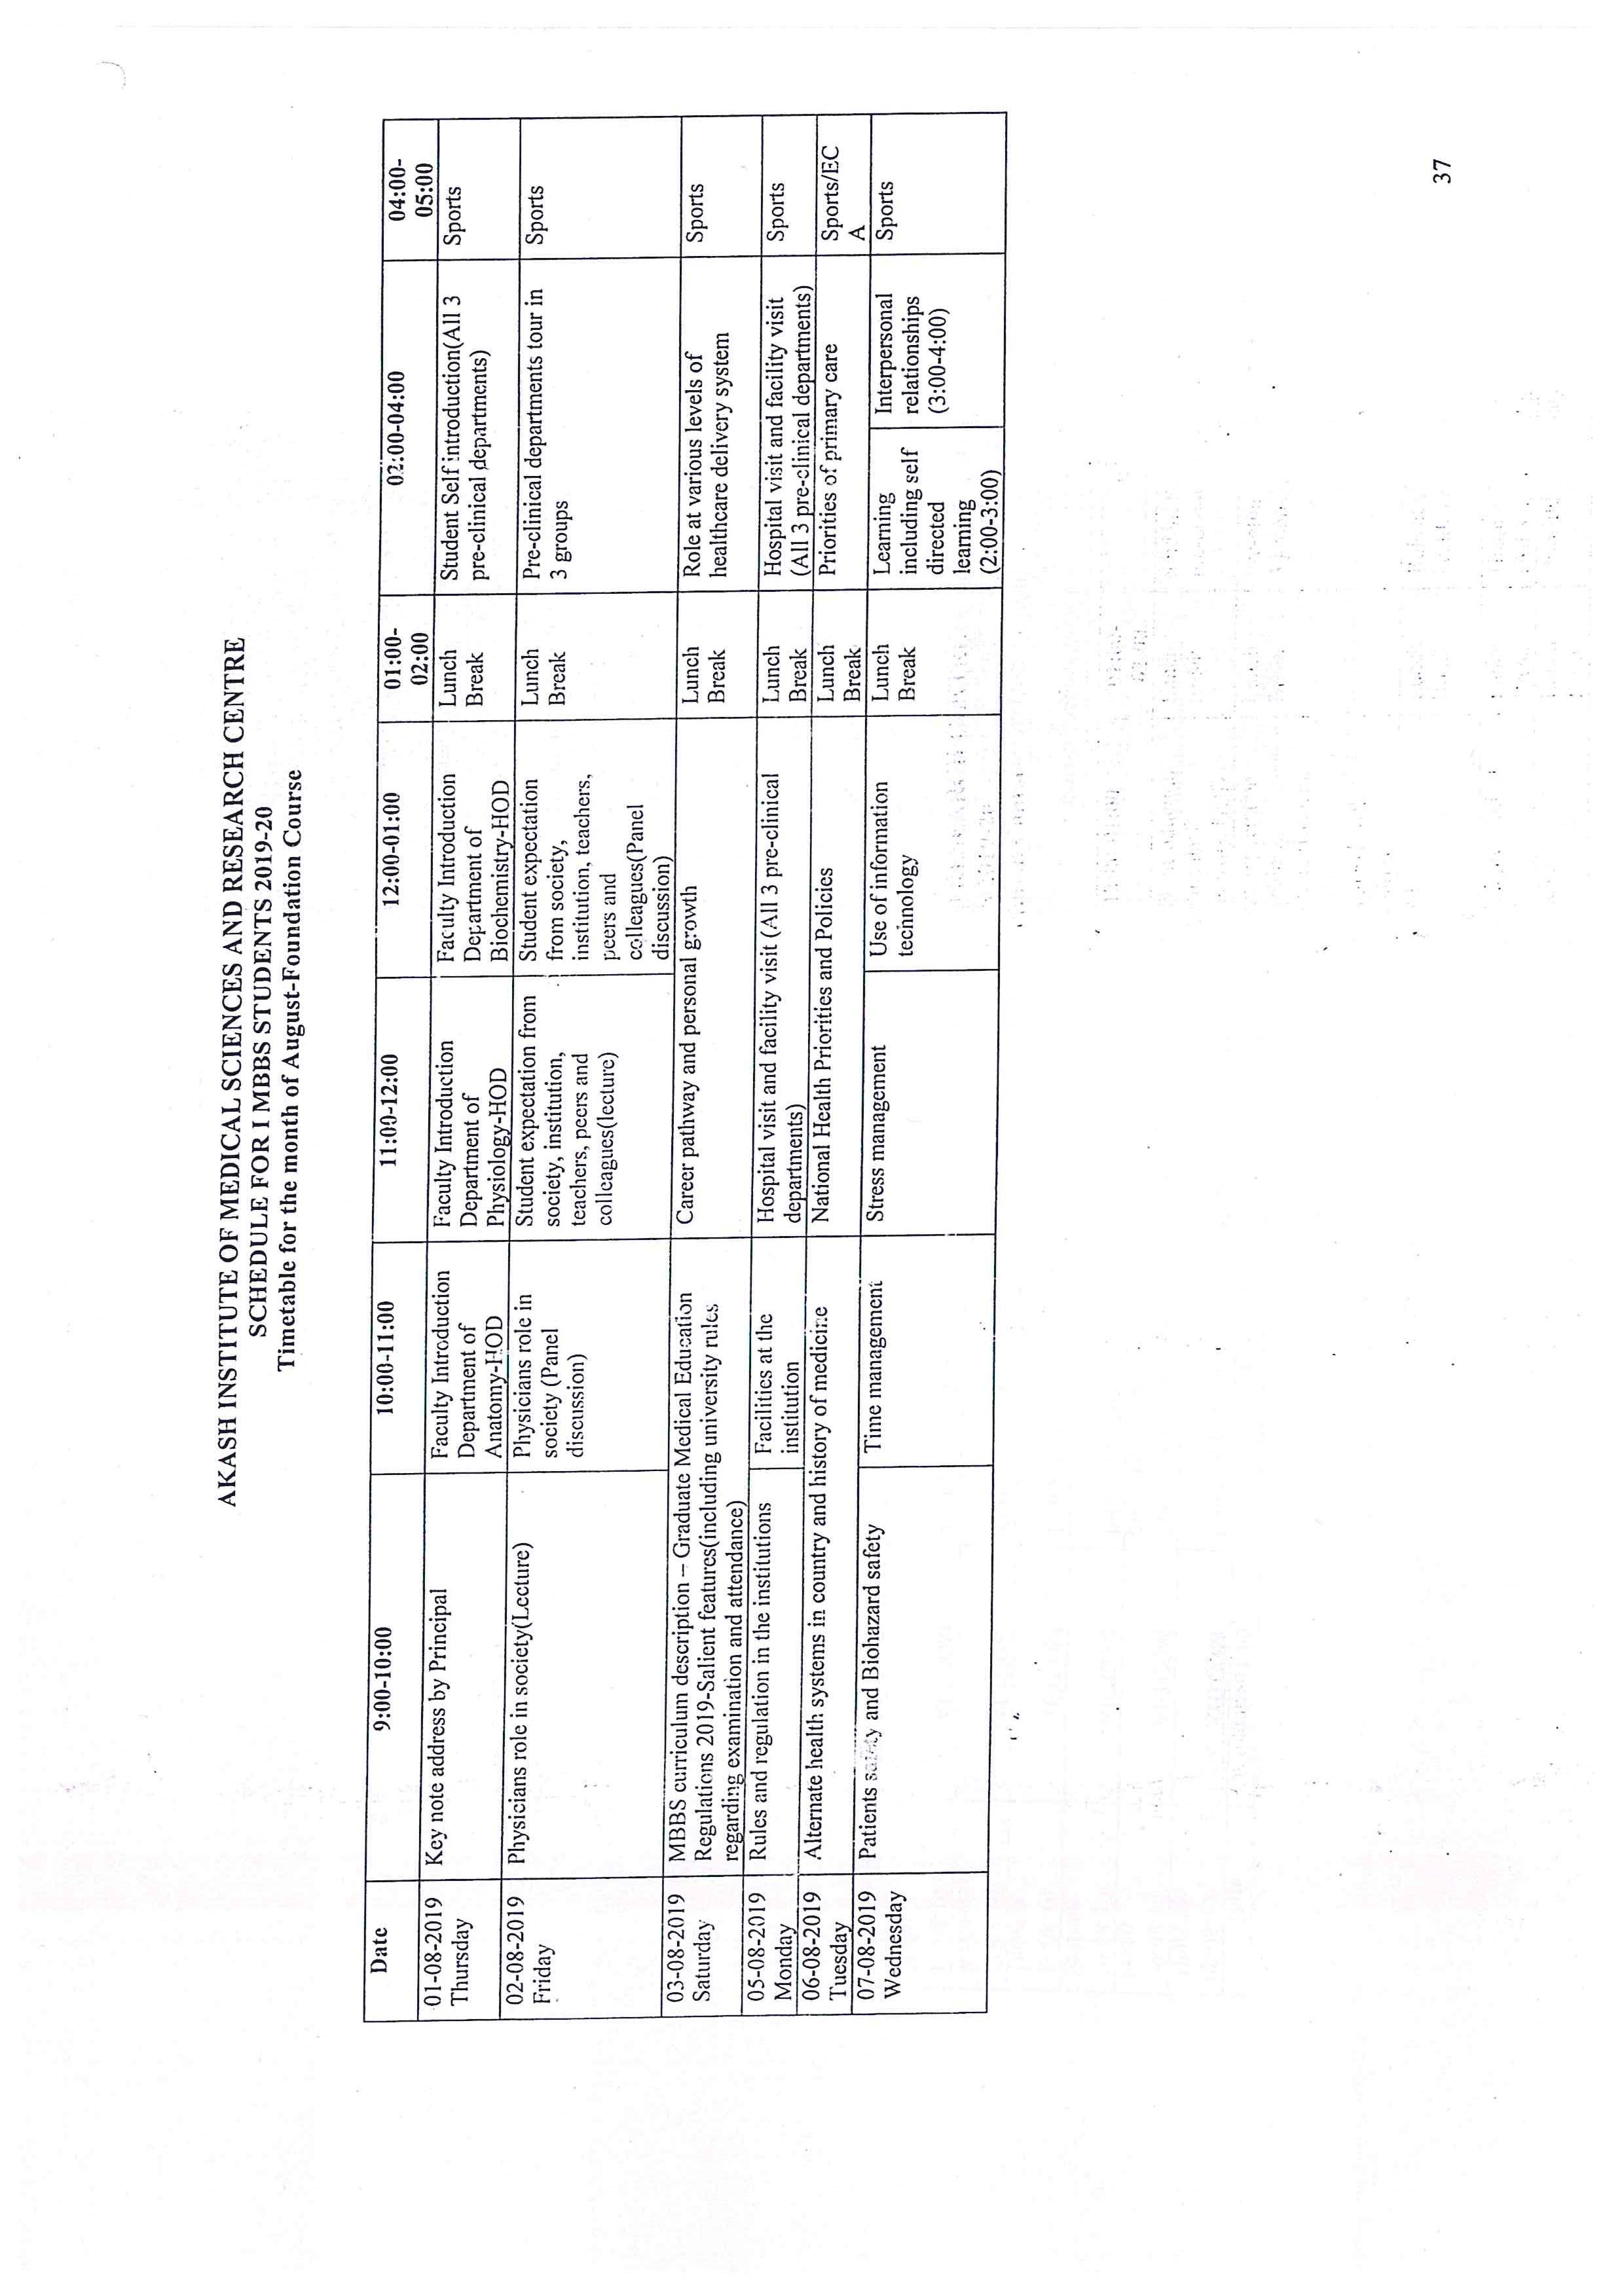 AKASH INSTITUTE OF MEDICAL SCIENCES AND RESEARCH CENTRE
SCHEDULE FOR I MBBS STUDENTS 2019-20
Timetable for the month of August-Foundation Course
Date
9:00-10:00
10:00-11:00
11:00-12:00
12:00-01:00
01:00-
02:00
02:00-04:00
04:00-
05:00
01-08-2019
Thursday
Key note address by Principal
Faculty Introduction
Department of
Anatomy-HOD
Faculty Introduction
Department of
Physiology-HOD
Faculty Introduction
Department of
Biochemistry-HOD
Lunch
Break
Student Self introduction(All 3
pre-clinical departments)
Sports
02-08-2019
Friday
Physicians role in society(Lecture)
Physicians role in
society (Panel
discussion)
Student expectation from
society, institution,
teachers, peers and
colleagues(lecture)
Student expectation
from society,
institution, teachers,
peers and
colleagues(Panel
discussion)
Lunch
Break
Pre-clinical departments tour in
3 groups
Sports
03-08-2019
Saturday
MBBS curriculum description – Graduate Medical Education
Regulations 2019-Salient features(including university rules
regarding examination and attendance)
Career pathway and personal growth
Lunch
Break
Role at various levels of
healthcare delivery system
Sports
05-08-2019
Monday
Rules and regulation in the institutions
Facilities at the
institution
Hospital visit and facility visit (All 3 pre-clinical
departments)
Lunch
Break
Hospital visit and facility visit
(All 3 pre-clinical departments)
Sports
06-08-2019
Tuesday
Alternate health systems in country and history of medicine
National Health Priorities and Policies
Lunch
Break
Priorities of primary care
Sports/EC
A
07-08-2019
Wednesday
Patients safety and Biohazard safety
Time management
Stress management
Use of information
technology
Lunch
Break
Learning
including self
directed
learning
(2:00-3:00)
Interpersonal
relationships
(3:00-4:00)
Sports
37